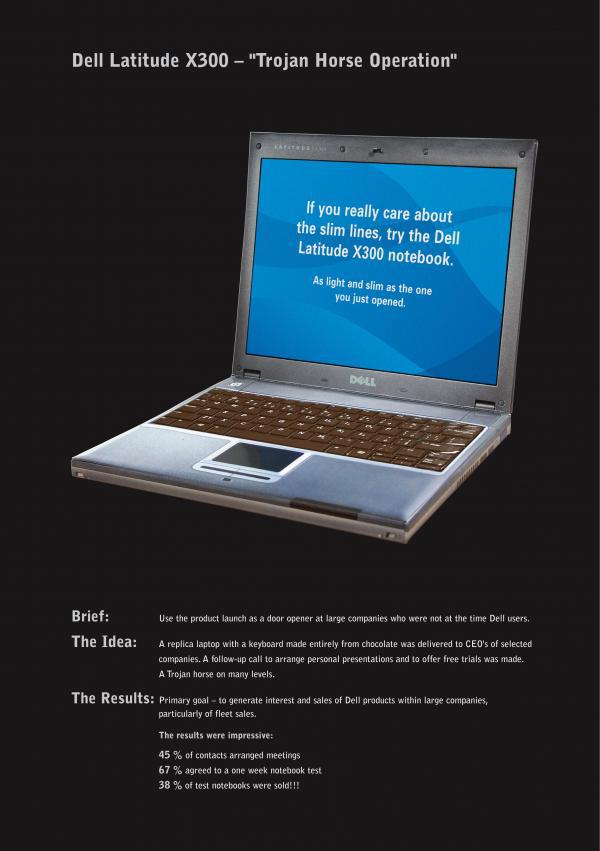 Dell Latitude X300 – "Trojan Horse Operation"
LATITUDE
If you really care about
the slim lines, try the Dell
Latitude X300 notebook.
As light and slim as the one
you just opened.
DELL
Brief: Use the product launch as a door opener at large companies who were not at the time Dell users.
The Idea: A replica laptop with a keyboard made entirely from chocolate was delivered to CEO's of selected
companies. A follow-up call to arrange personal presentations and to offer free trials was made.
A Trojan horse on many levels.
The Results: Primary goal – to generate interest and sales of Dell products within large companies,
particularly of fleet sales.
The results were impressive:
45 % of contacts arranged meetings
67 % agreed to a one week notebook test
38 % of test notebooks were sold!!!